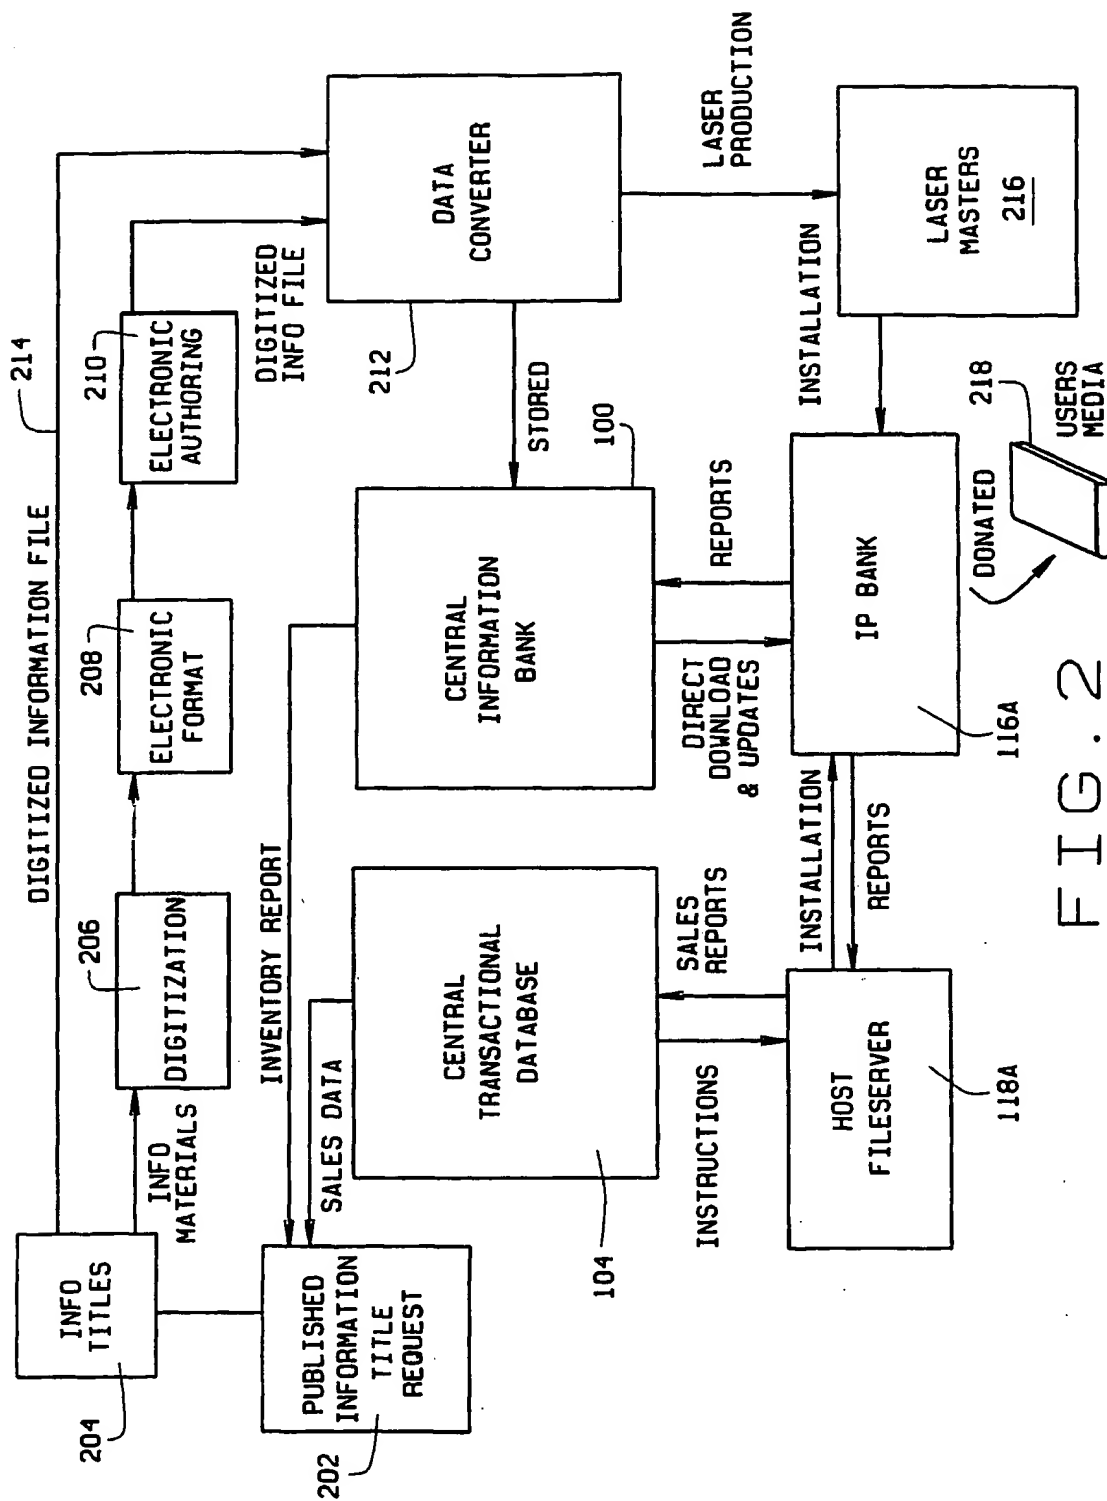 DIGITIZED INFORMATION FILE
214
INFO
TITLES
204
INFO
MATERIALS
DIGITIZATION
206
ELECTRONIC
FORMAT
208
ELECTRONIC
AUTHORING
210
DIGITIZED
INFO FILE
PUBLISHED
INFORMATION
TITLE
REQUEST
202
INVENTORY REPORT
SALES DATA
CENTRAL
TRANSACTIONAL
DATABASE
104
CENTRAL
INFORMATION
BANK
100
STORED
DATA
CONVERTER
212
INSTRUCTIONS
SALES
REPORTS
DIRECT
DOWNLOAD
& UPDATES
REPORTS
LASER
PRODUCTION
HOST
FILESERVER
118A
INSTALLATION
REPORTS
IP BANK
116A
INSTALLATION
LASER
MASTERS
216
DONATED
218
USERS
MEDIA
FIG. 2